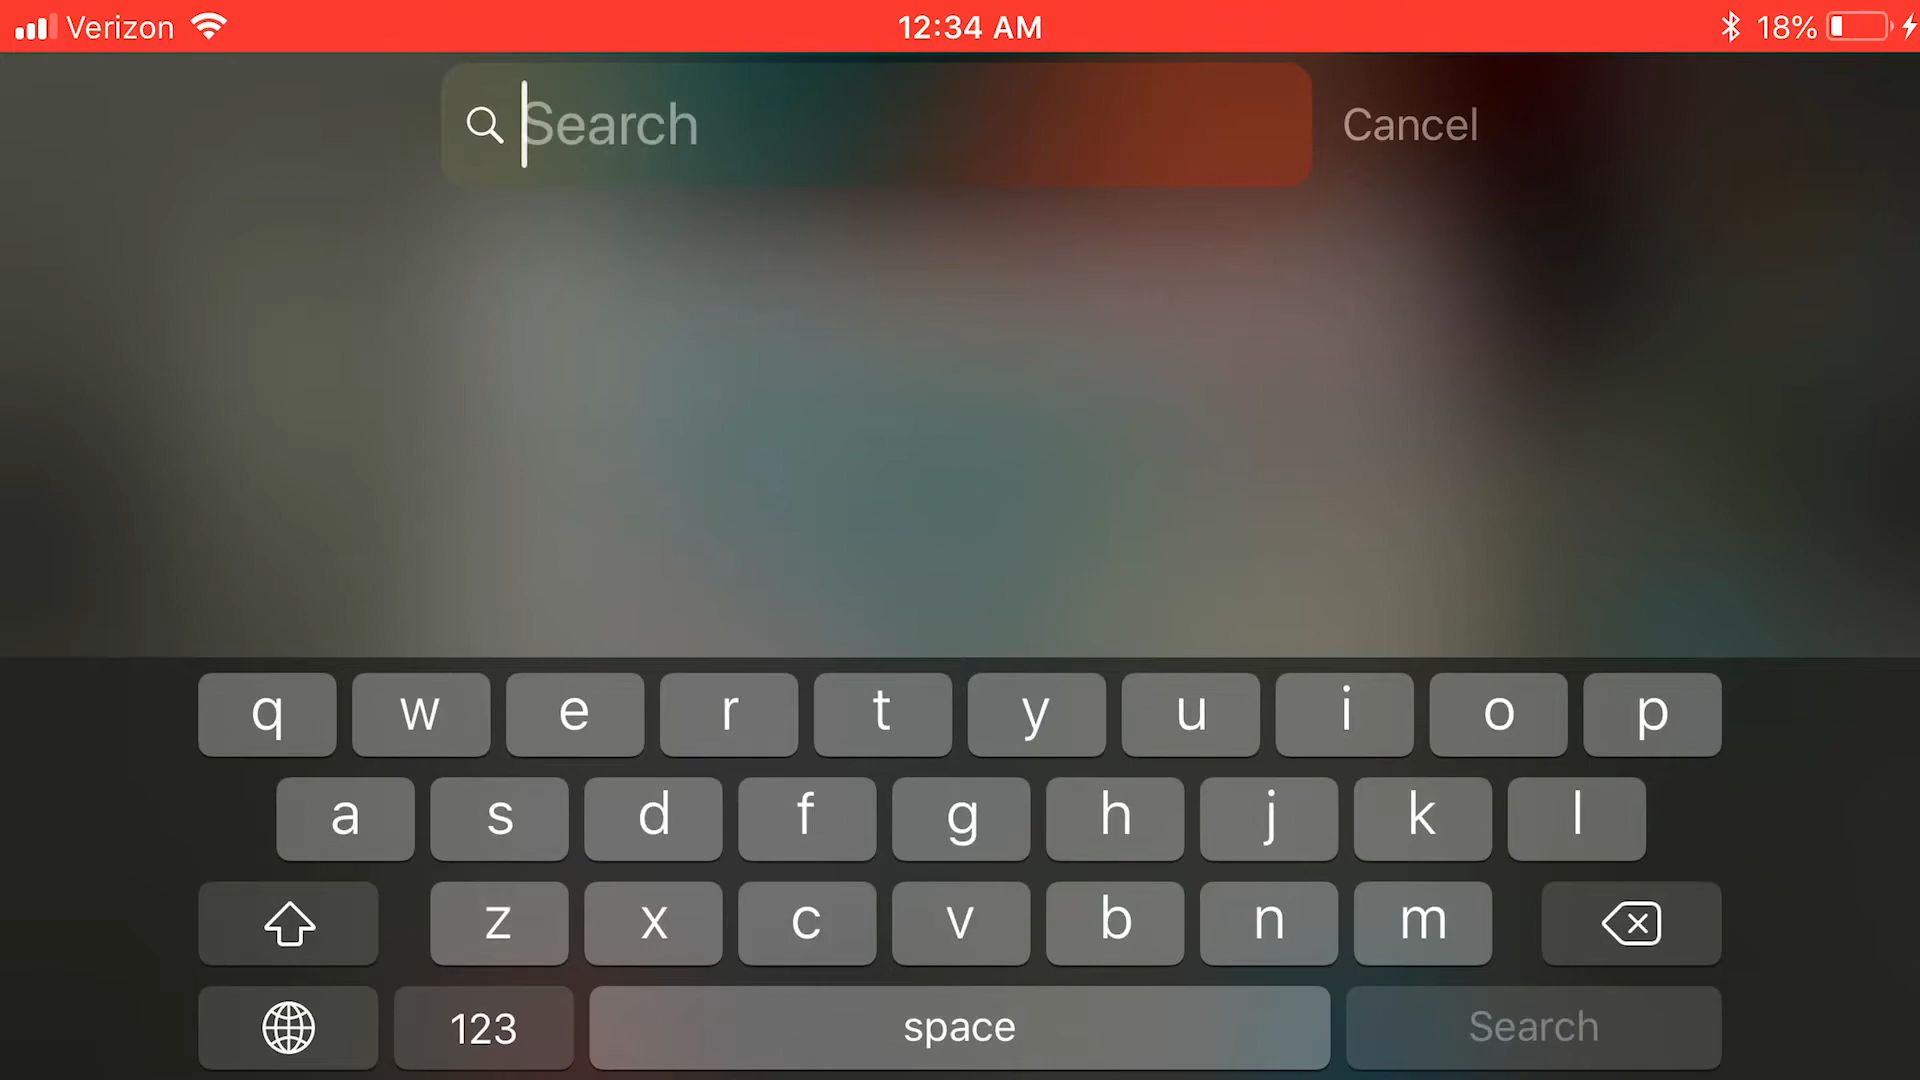 Verizon 12:34 AM 18%
Search Cancel
q w e r t y u i o p
a s d f g h j k l
z x c v b n m
123 space Search